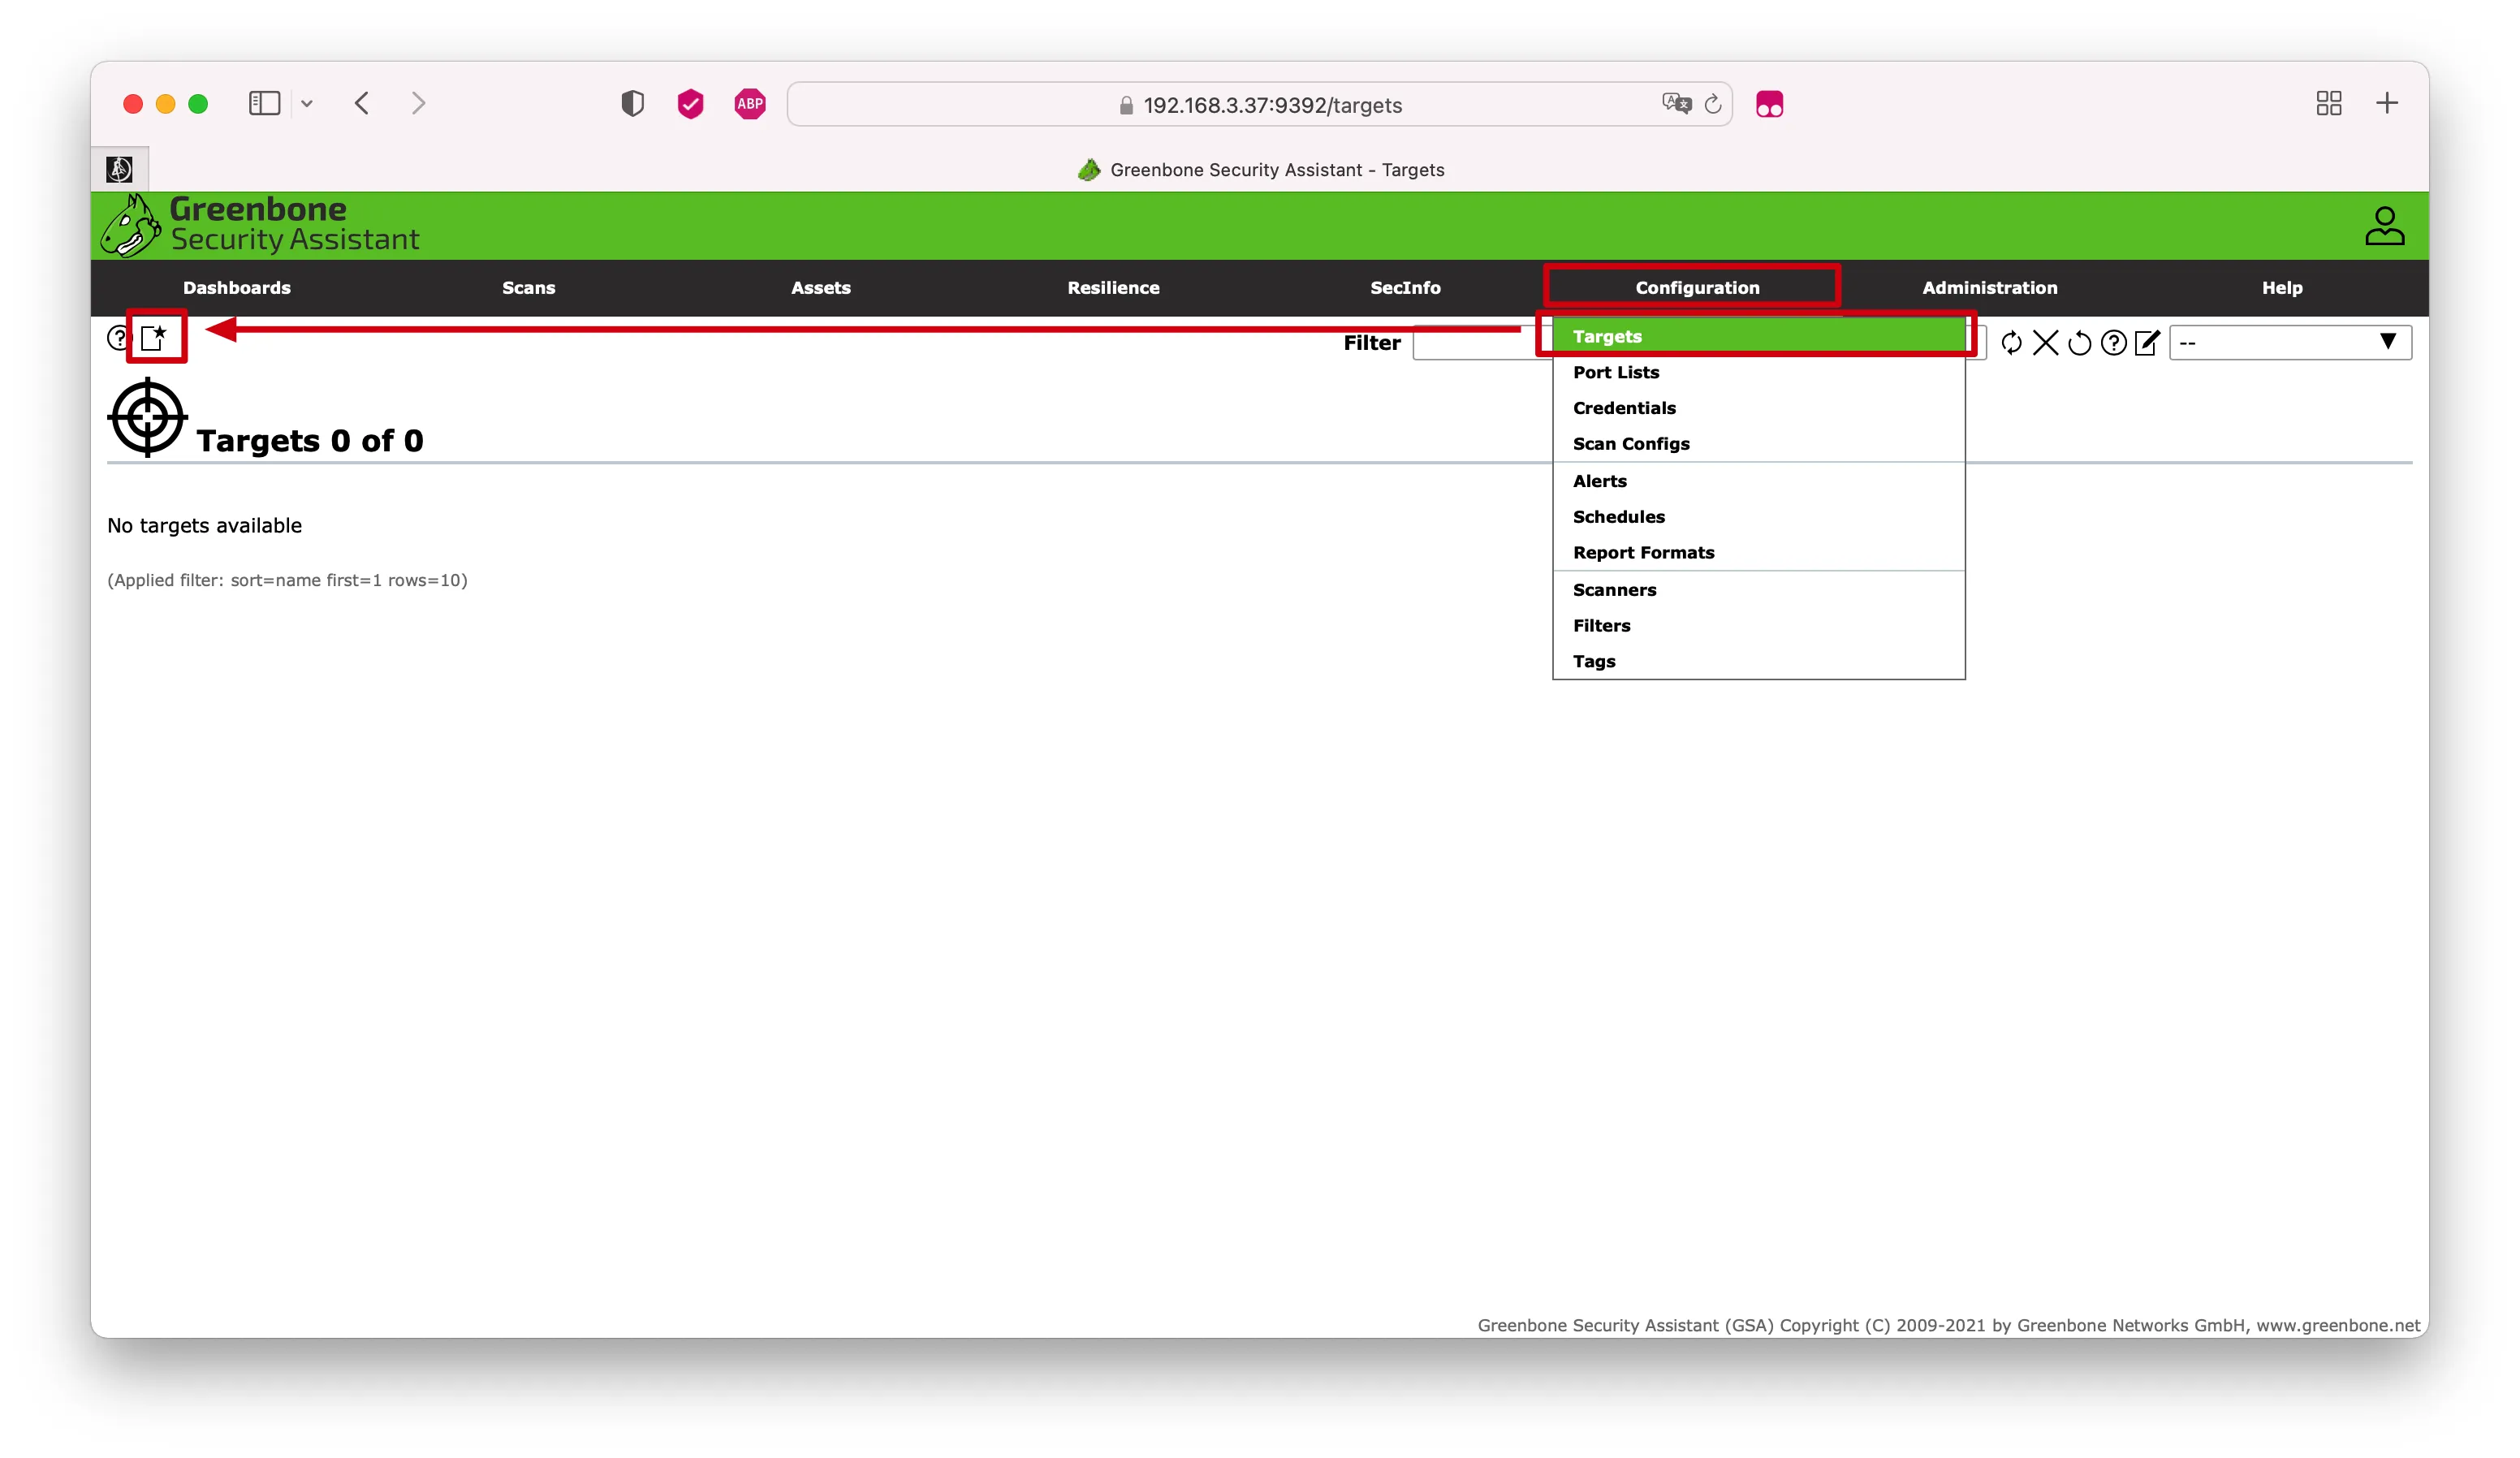 ABP
192.168.3.37:9392/targets
Greenbone Security Assistant - Targets
Greenbone
Security Assistant
Dashboards Scans Assets Resilience SecInfo Configuration Administration Help
Filter
--
Targets
Port Lists
Credentials
Scan Configs
Alerts
Schedules
Report Formats
Scanners
Filters
Tags
Targets 0 of 0
No targets available
(Applied filter: sort=name first=1 rows=10)
Greenbone Security Assistant (GSA) Copyright (C) 2009-2021 by Greenbone Networks GmbH, www.greenbone.net